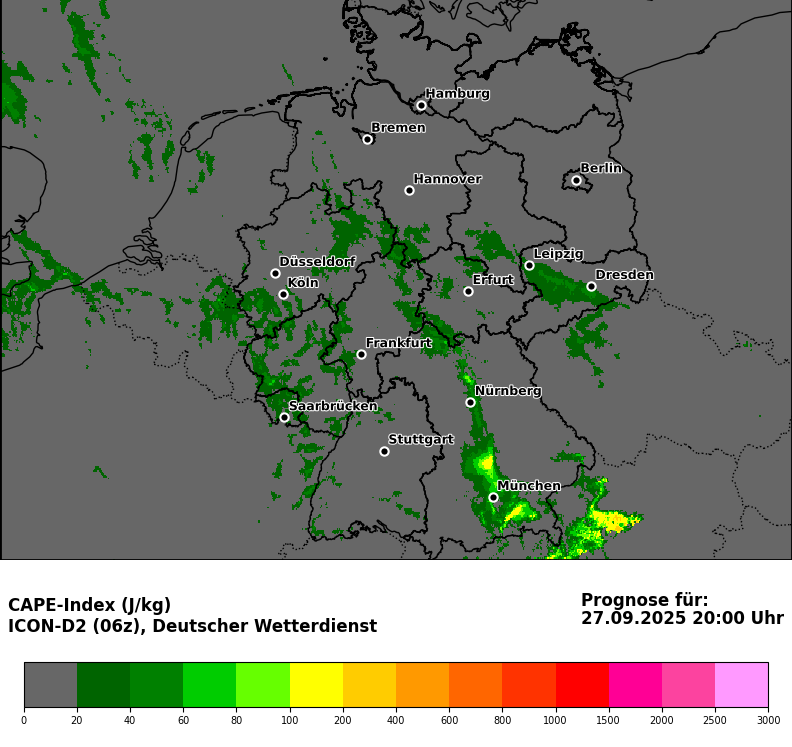 Hamburg
Bremen
Berlin
Hannover
Leipzig
Düsseldorf
Dresden
Köln
Erfurt
Frankfurt
Nürnberg
Saarbrücken
Stuttgart
München
CAPE-Index (J/kg)
ICON-D2 (06z), Deutscher Wetterdienst
Prognose für:
27.09.2025 20:00 Uhr
0 20 40 60 80 100 200 400 600 800 1000 1500 2000 2500 3000